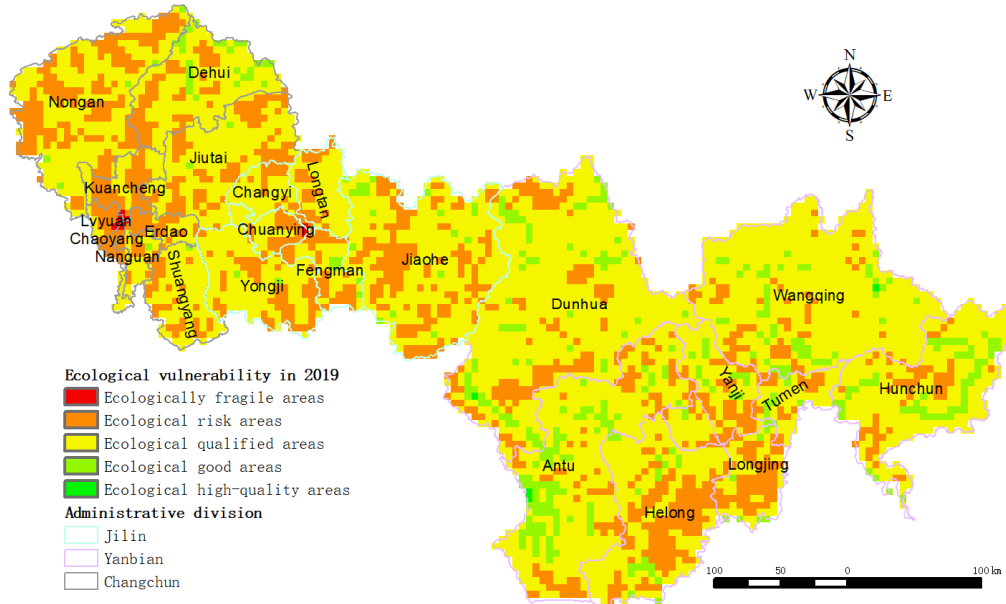 N
W E
S
Dehui
Nongan
Jiutai
Longtan
Changyi
Kuancheng
Lvyuan
Chuanying
Erdao
Chaoyang
Nanguan
Jiaohe
Fengman
Shuangyang
Yongji
Dunhua
Wangqing
Yanji
Tumen
Hunchun
Antu
Longjing
Helong
Ecological vulnerability in 2019
Ecologically fragile areas
Ecological risk areas
Ecological qualified areas
Ecological good areas
Ecological high-quality areas
Administrative division
Jilin
Yanbian
Changchun
100 50 0 100 km